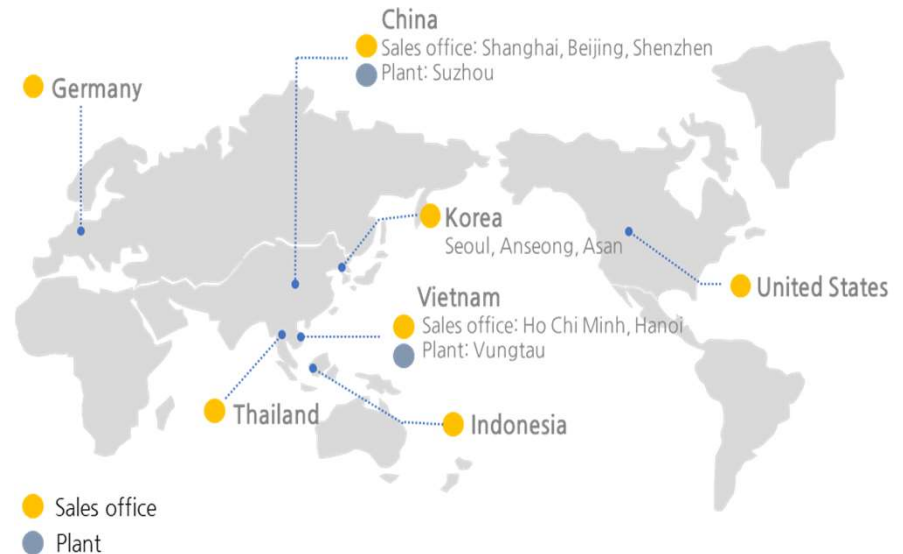 China
Sales office: Shanghai, Beijing, Shenzhen
Plant: Suzhou
Germany
Korea
Seoul, Anseong, Asan
United States
Vietnam
Sales office: Ho Chi Minh, Hanoi
Plant: Vungtau
Thailand
Indonesia
Sales office
Plant